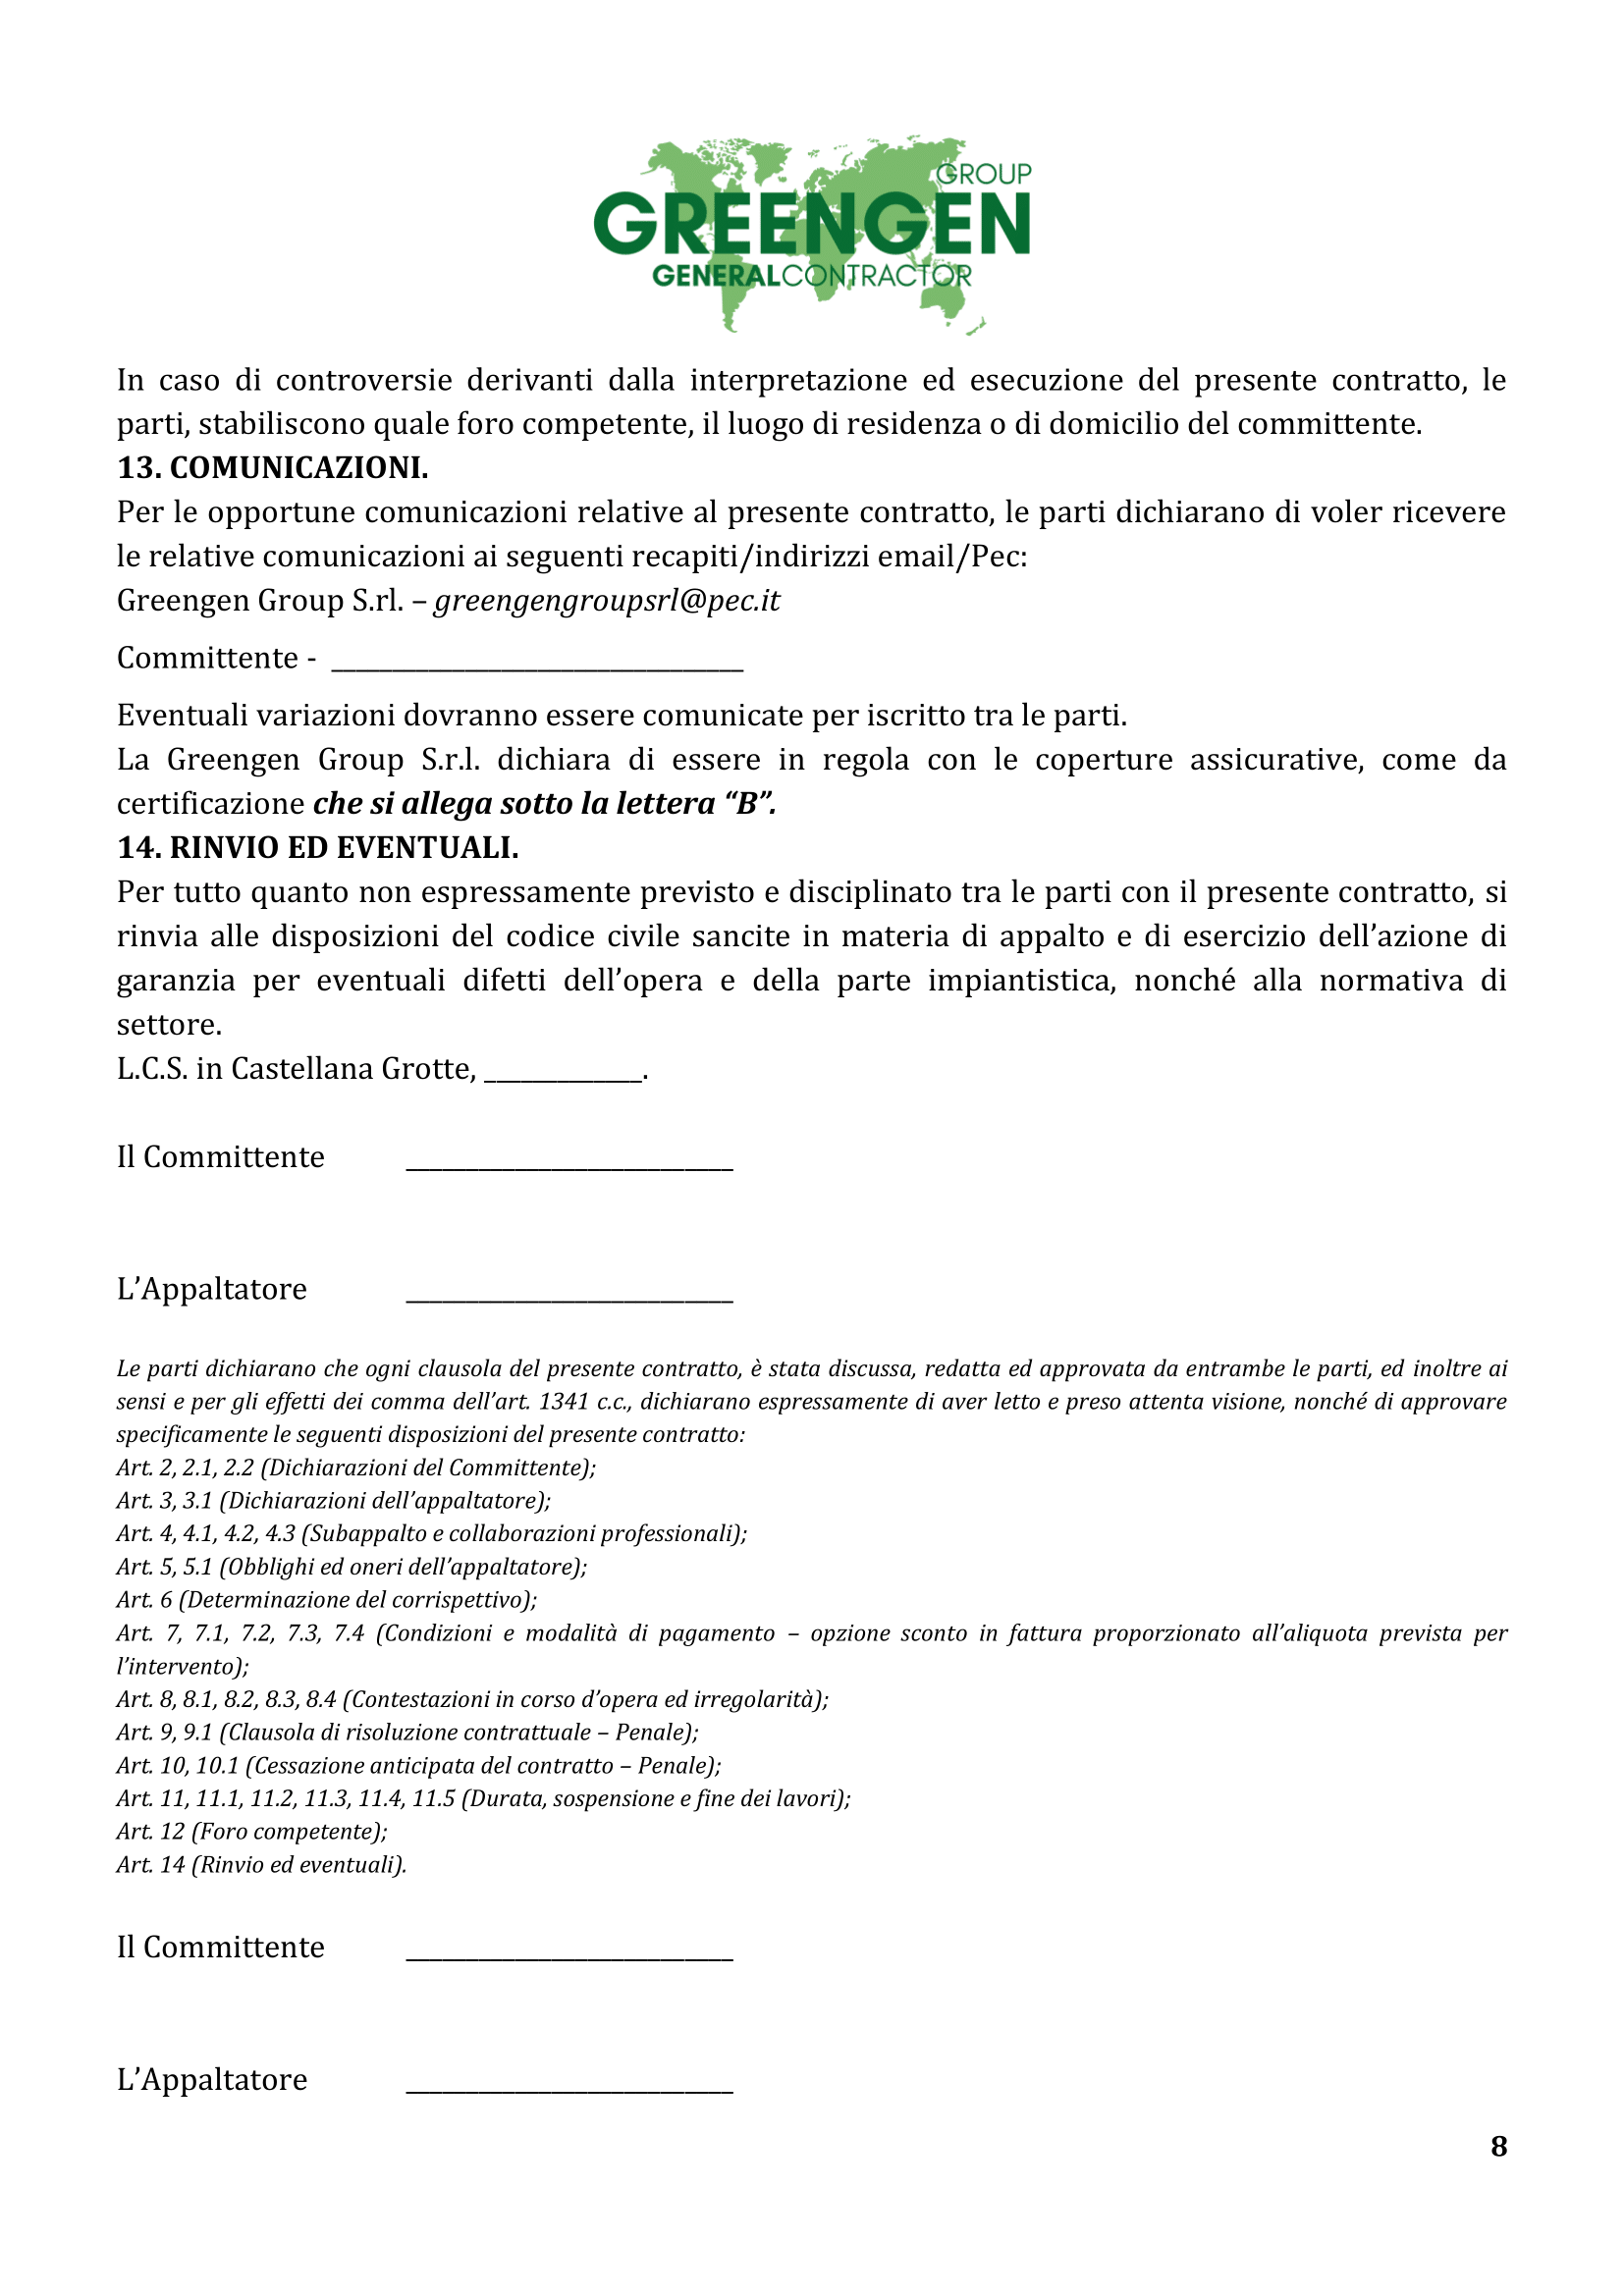 GROUP
GREENGEN
GENERALCONTRACTOR
In caso di controversie derivanti dalla interpretazione ed esecuzione del presente contratto, le
parti, stabiliscono quale foro competente, il luogo di residenza o di domicilio del committente.
13. COMUNICAZIONI.
Per le opportune comunicazioni relative al presente contratto, le parti dichiarano di voler ricevere
le relative comunicazioni ai seguenti recapiti/indirizzi email/Pec:
Greengen Group S.rl. – greengengroupsrl@pec.it
Committente - __________________________________
Eventuali variazioni dovranno essere comunicate per iscritto tra le parti.
La Greengen Group S.r.l. dichiara di essere in regola con le coperture assicurative, come da
certificazione che si allega sotto la lettera “B”.
14. RINVIO ED EVENTUALI.
Per tutto quanto non espressamente previsto e disciplinato tra le parti con il presente contratto, si
rinvia alle disposizioni del codice civile sancite in materia di appalto e di esercizio dell’azione di
garanzia per eventuali difetti dell’opera e della parte impiantistica, nonché alla normativa di
settore.
L.C.S. in Castellana Grotte, _____________.
Il Committente ___________________________
L’Appaltatore ___________________________
Le parti dichiarano che ogni clausola del presente contratto, è stata discussa, redatta ed approvata da entrambe le parti, ed inoltre ai
sensi e per gli effetti dei comma dell’art. 1341 c.c., dichiarano espressamente di aver letto e preso attenta visione, nonché di approvare
specificamente le seguenti disposizioni del presente contratto:
Art. 2, 2.1, 2.2 (Dichiarazioni del Committente);
Art. 3, 3.1 (Dichiarazioni dell’appaltatore);
Art. 4, 4.1, 4.2, 4.3 (Subappalto e collaborazioni professionali);
Art. 5, 5.1 (Obblighi ed oneri dell’appaltatore);
Art. 6 (Determinazione del corrispettivo);
Art. 7, 7.1, 7.2, 7.3, 7.4 (Condizioni e modalità di pagamento – opzione sconto in fattura proporzionato all’aliquota prevista per
l’intervento);
Art. 8, 8.1, 8.2, 8.3, 8.4 (Contestazioni in corso d’opera ed irregolarità);
Art. 9, 9.1 (Clausola di risoluzione contrattuale – Penale);
Art. 10, 10.1 (Cessazione anticipata del contratto – Penale);
Art. 11, 11.1, 11.2, 11.3, 11.4, 11.5 (Durata, sospensione e fine dei lavori);
Art. 12 (Foro competente);
Art. 14 (Rinvio ed eventuali).
Il Committente ___________________________
L’Appaltatore ___________________________
8